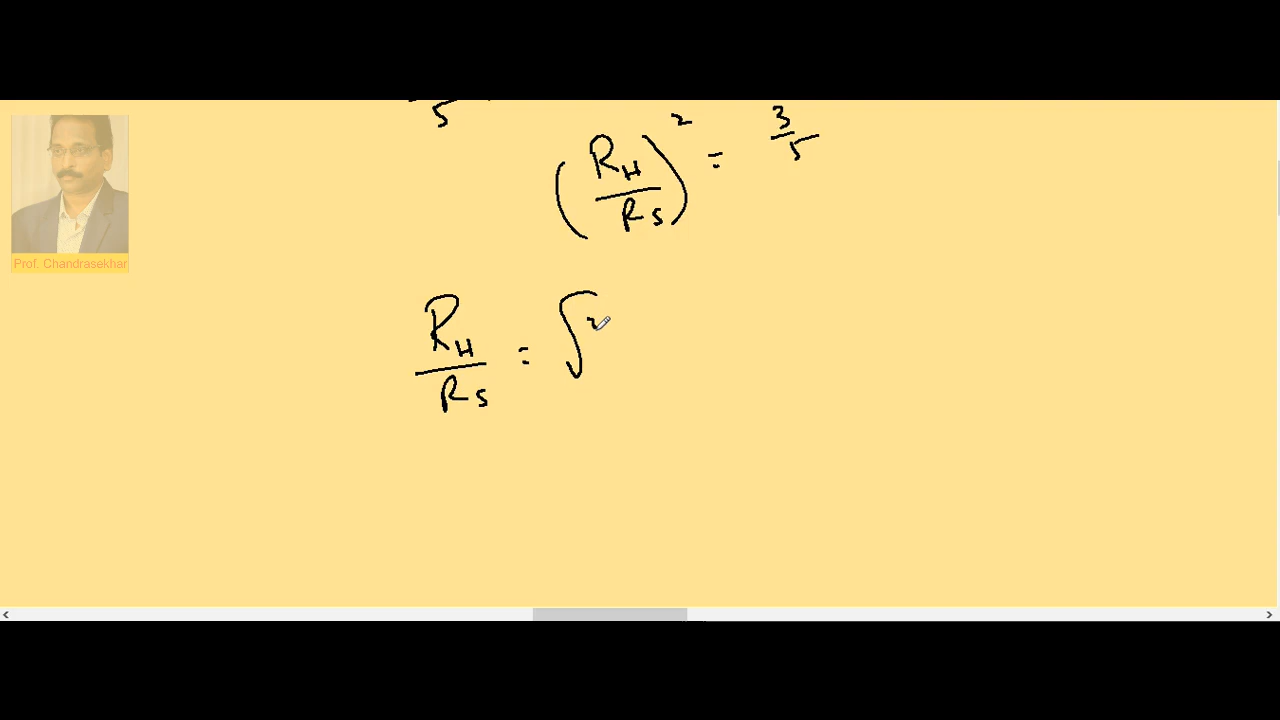 5
(R_H / R_S)² = 3/5
Prof. Chandrasekhar
R_H / R_S = √